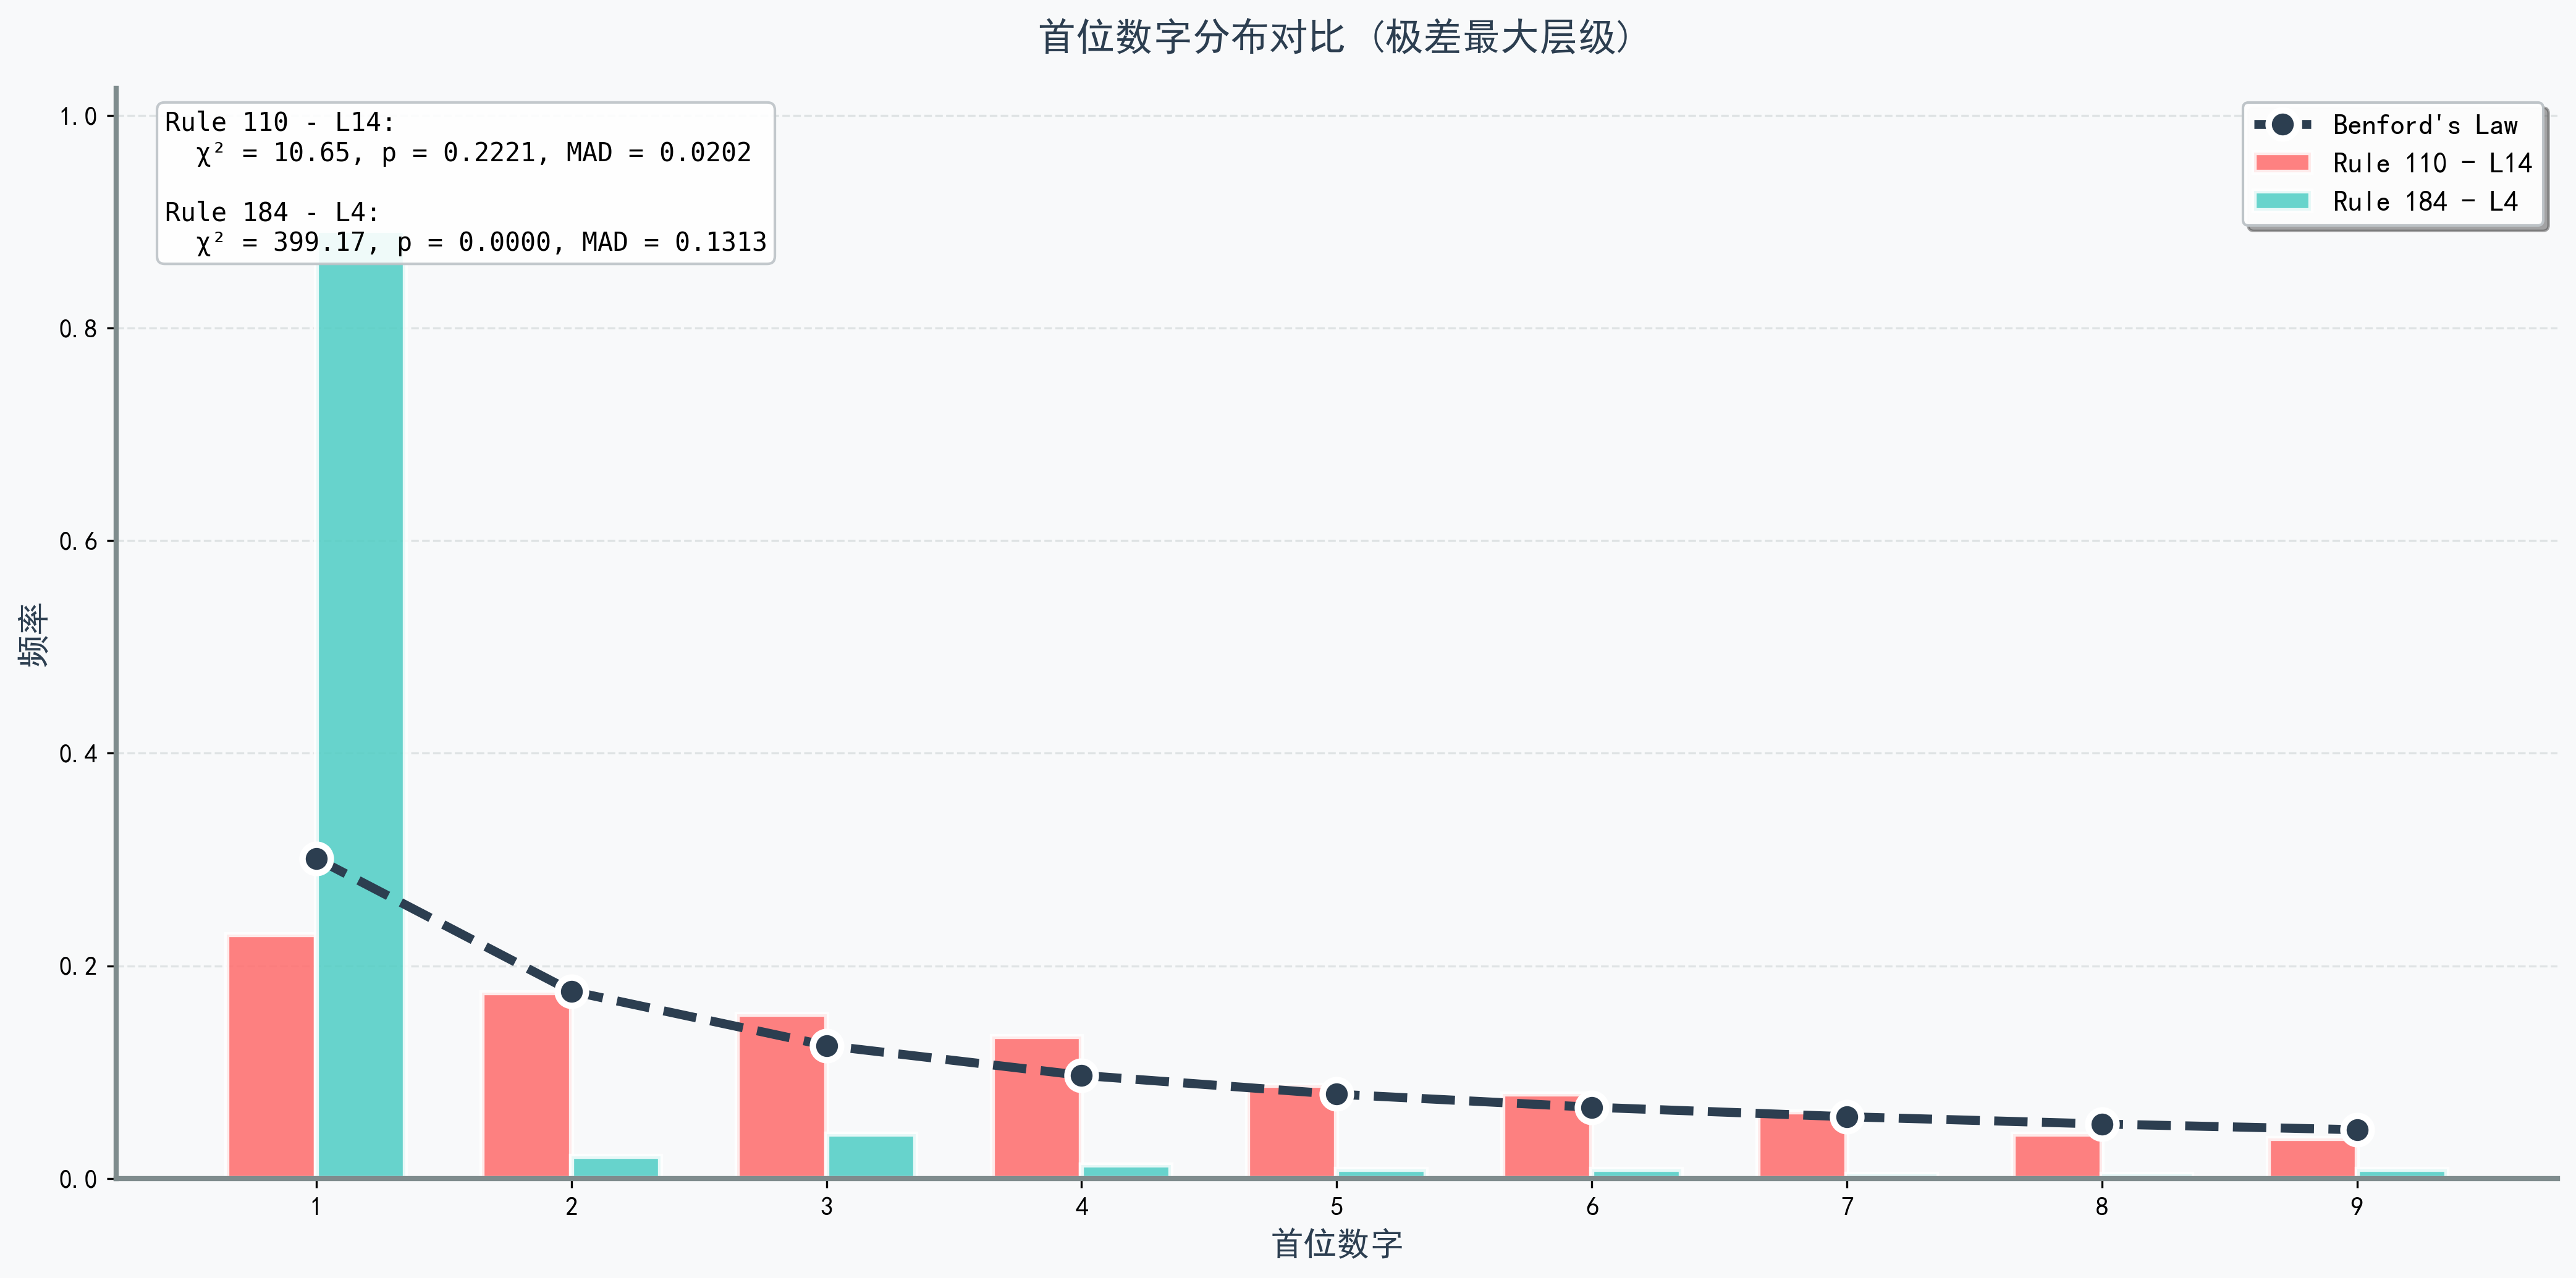 首位数字分布对比 (极差最大层级)
Rule 110 - L14:
χ² = 10.65, p = 0.2221, MAD = 0.0202
Rule 184 - L4:
χ² = 399.17, p = 0.0000, MAD = 0.1313
Benford's Law
Rule 110 - L14
Rule 184 - L4
频率
1.0
0.8
0.6
0.4
0.2
0.0
1 2 3 4 5 6 7 8 9
首位数字